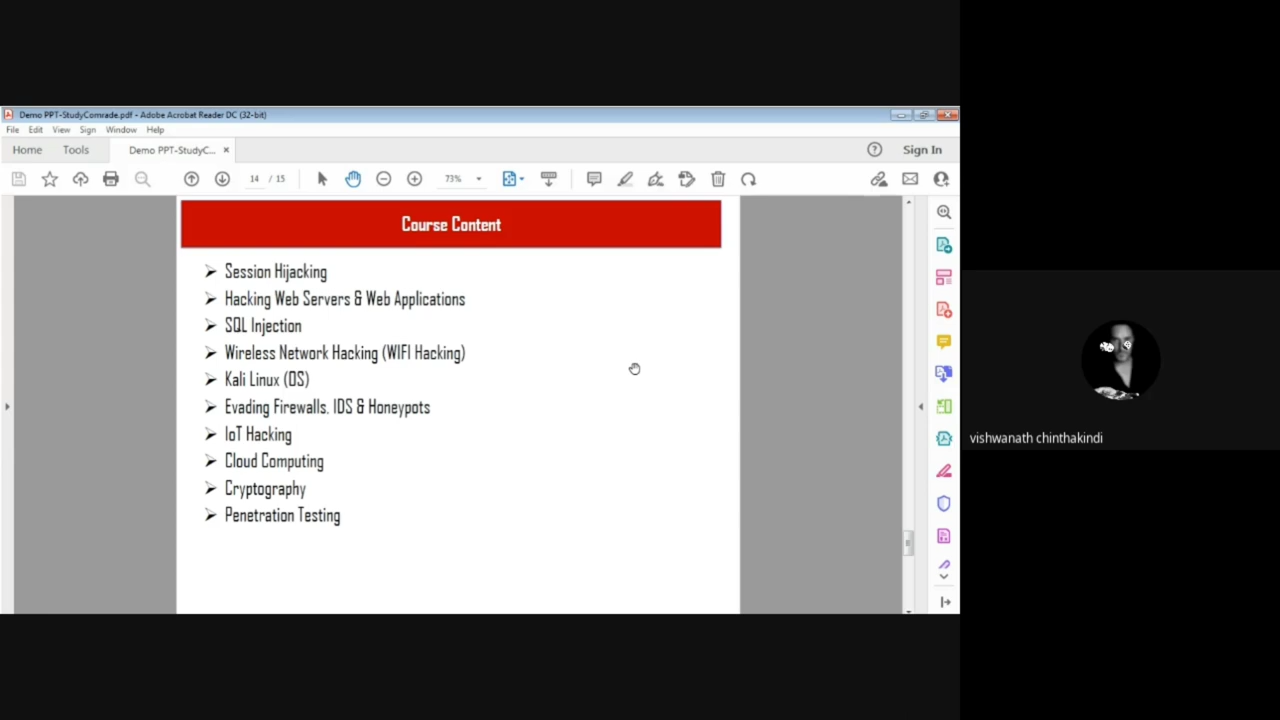 Demo PPT-StudyComrade.pdf - Adobe Acrobat Reader DC (32-bit)
File Edit View Sign Window Help
Home Tools Demo PPT-StudyC... × Sign In
14 / 15 73%
Course Content
➢ Session Hijacking
➢ Hacking Web Servers & Web Applications
➢ SQL Injection
➢ Wireless Network Hacking (WIFI Hacking)
➢ Kali Linux (OS)
➢ Evading Firewalls. IDS & Honeypots
➢ IoT Hacking
➢ Cloud Computing
➢ Cryptography
➢ Penetration Testing
vishwanath chinthakindi